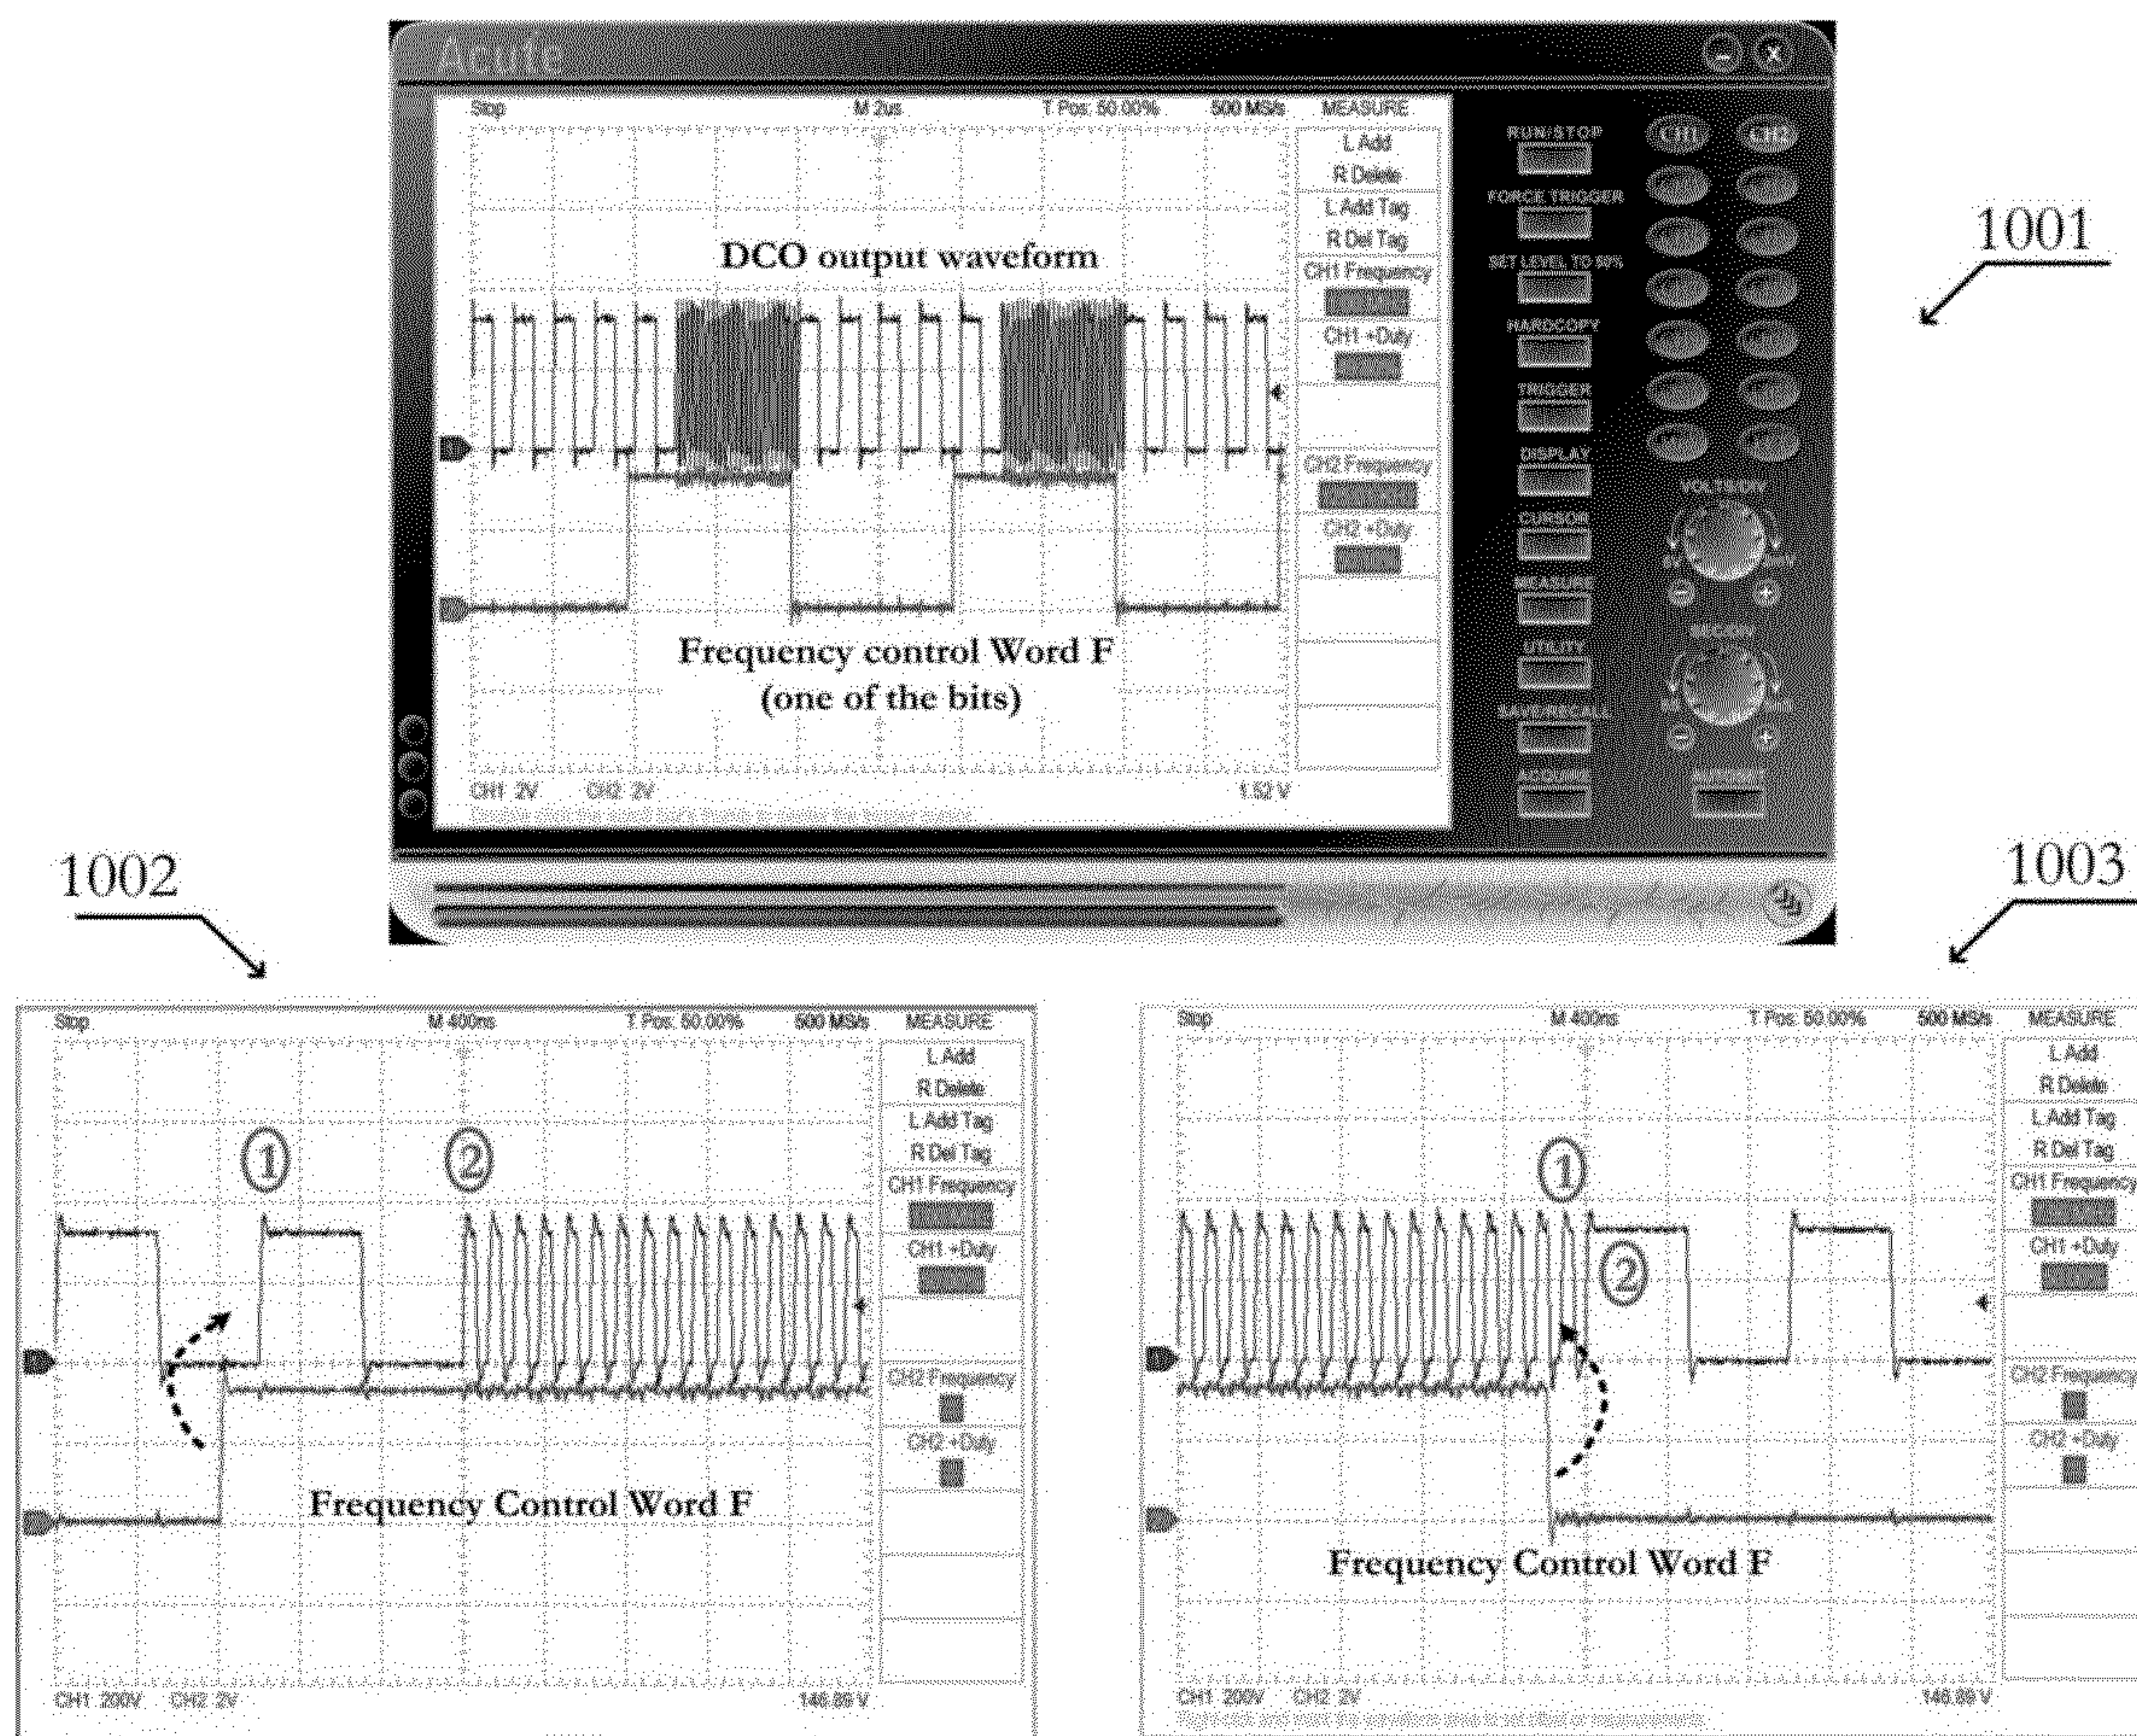 Acute
Stop M 2us T Pos: 50.00% 500 MS/s MEASURE
L Add
R Delete
L Add Tag
R Del Tag
CH1 Frequency
CH1 +Duty
CH2 Frequency
CH2 +Duty
DCO output waveform
Frequency control Word F
(one of the bits)
CH1 2V CH2 2V 1.52 V
RUN/STOP
FORCE TRIGGER
SET LEVEL TO 50%
HARDCOPY
TRIGGER
DISPLAY
CURSOR
MEASURE
UTILITY
SAVE/RECALL
ACQUIRE
CH1 CH2
VOLTS/DIV
SEC/DIV
AUTOSET
1001
1002
1003
Stop M 400ns T Pos: 50.00% 500 MS/s MEASURE
L Add
R Delete
L Add Tag
R Del Tag
CH1 Frequency
CH1 +Duty
CH2 Frequency
CH2 +Duty
1 2
Frequency Control Word F
CH1 200V CH2 2V 146.89 V
Stop M 400ns T Pos: 50.00% 500 MS/s MEASURE
L Add
R Delete
L Add Tag
R Del Tag
CH1 Frequency
CH1 +Duty
CH2 Frequency
CH2 +Duty
1
2
Frequency Control Word F
CH1 200V CH2 2V 146.89 V